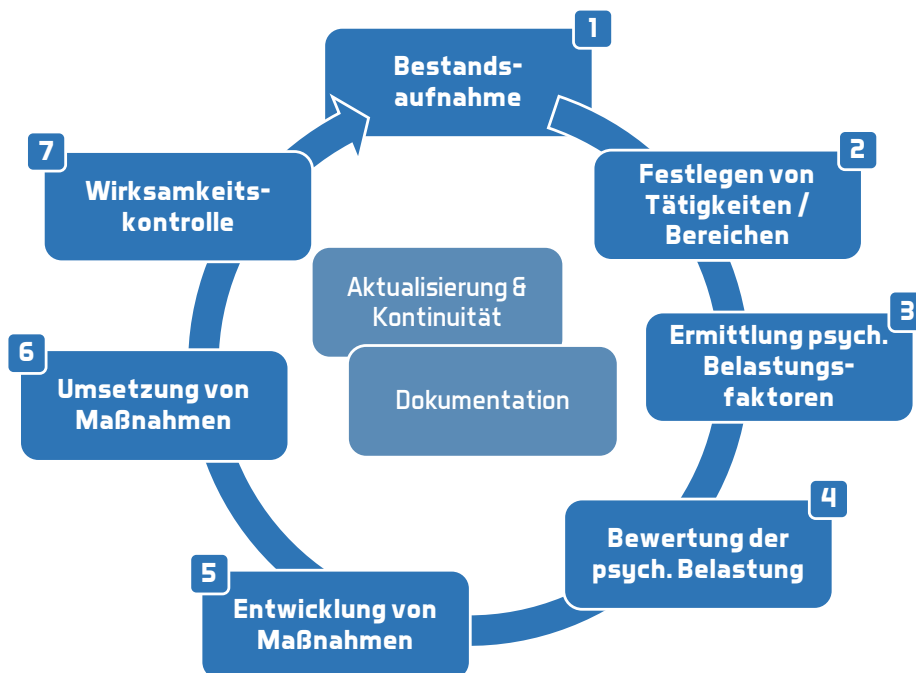 1
Bestands-
aufnahme
2
Festlegen von
Tätigkeiten /
Bereichen
3
Ermittlung psych.
Belastungs-
faktoren
4
Bewertung der
psych. Belastung
5
Entwicklung von
Maßnahmen
6
Umsetzung von
Maßnahmen
7
Wirksamkeits-
kontrolle
Aktualisierung &
Kontinuität
Dokumentation